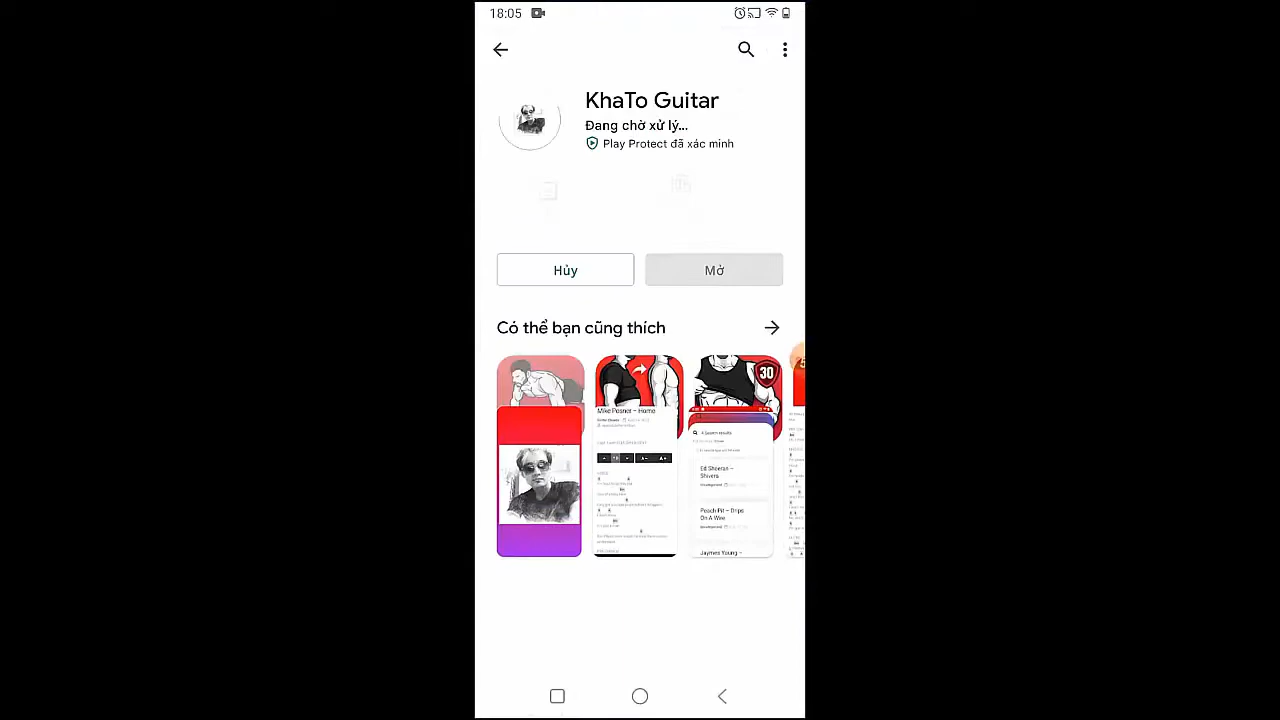 18:05
KhaTo Guitar
Đang chờ xử lý...
Play Protect đã xác minh
Hủy
Mở
Có thể bạn cũng thích
30
Mike Posner – Home
Ed Sheeran –
Shivers
Peach Pit – Drips
On A Wire
Jaymes Young –